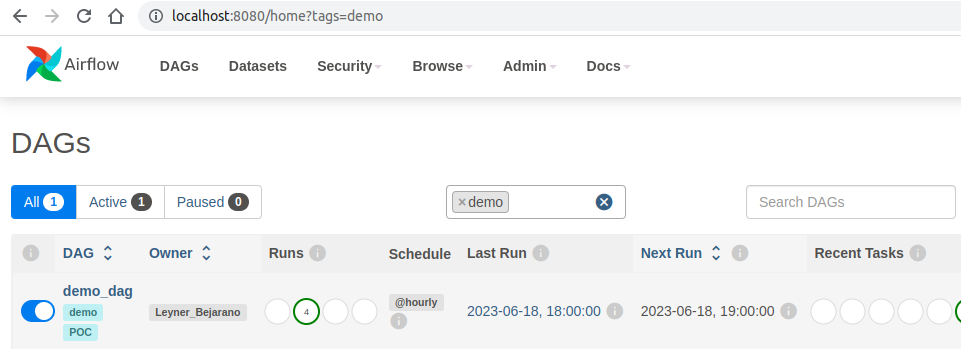 localhost:8080/home?tags=demo
Airflow DAGs Datasets Security Browse Admin Docs
DAGs
All 1 Active 1 Paused 0 ×demo Search DAGs
DAG Owner Runs Schedule Last Run Next Run Recent Tasks
demo_dag
demo
POC
Leyner_Bejarano
4
@hourly
2023-06-18, 18:00:00
2023-06-18, 19:00:00